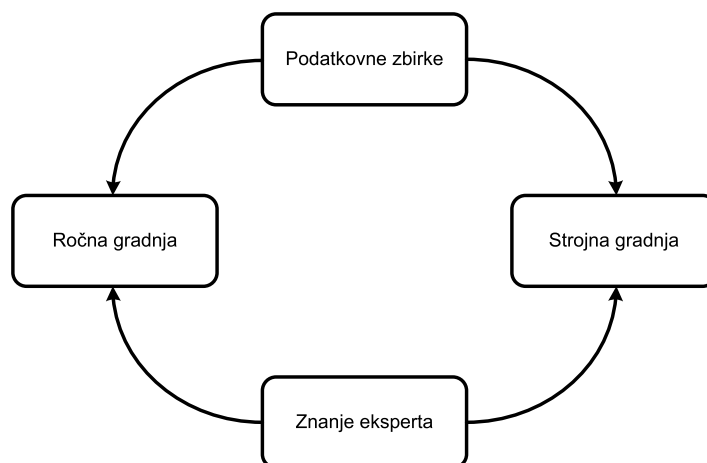 Podatkovne zbirke
Ročna gradnja
Strojna gradnja
Znanje eksperta